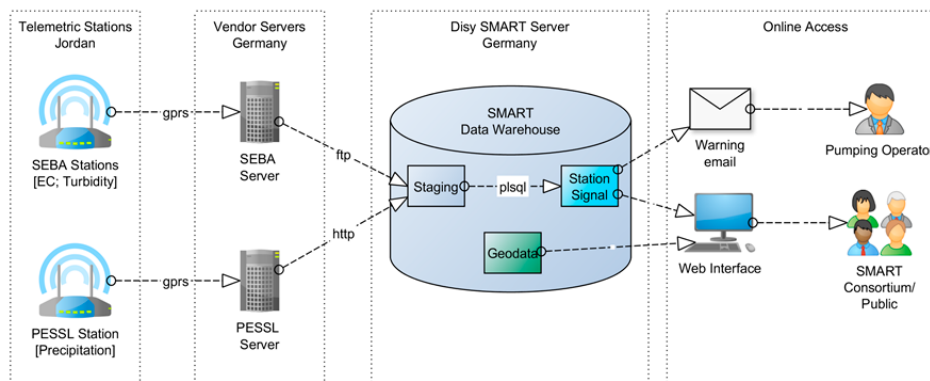 Telemetric Stations
Jordan
Vendor Servers
Germany
Disy SMART Server
Germany
Online Access
SEBA Stations
[EC; Turbidity]
gprs
SEBA
Server
ftp
SMART
Data Warehouse
Staging
plsql
Station
Signal
Warning
email
Pumping Operator
PESSL Station
[Precipitation]
gprs
PESSL
Server
http
Geodata
Web Interface
SMART
Consortium/
Public